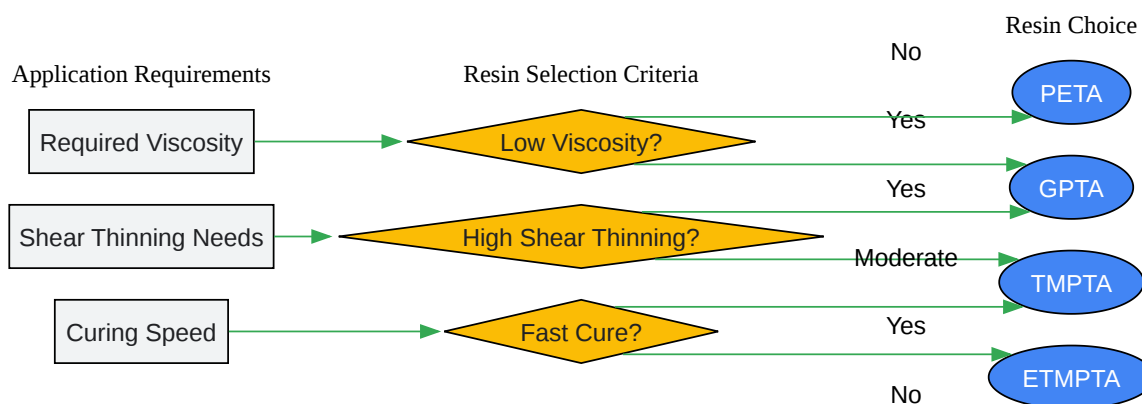 Application Requirements
Resin Selection Criteria
Resin Choice
Required Viscosity
Low Viscosity?
No
PETA
Yes
GPTA
Shear Thinning Needs
High Shear Thinning?
Yes
Moderate
TMPTA
Curing Speed
Fast Cure?
Yes
No
ETMPTA